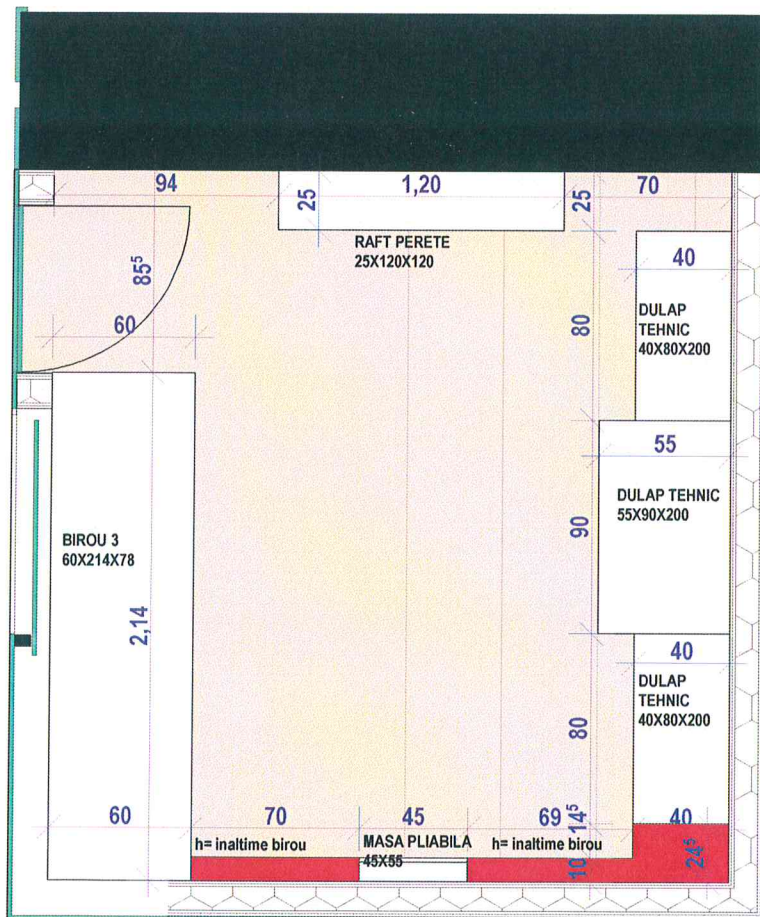 94
1,20
70
25
25
RAFT PERETE
25X120X120
85⁵
60
40
80
DULAP
TEHNIC
40X80X200
55
DULAP TEHNIC
55X90X200
90
BIROU 3
60X214X78
2,14
40
DULAP
TEHNIC
40X80X200
80
60
70
45
69
14⁵
40
h= inaltime birou
MASA PLIABILA
45X55
h= inaltime birou
10
24⁵